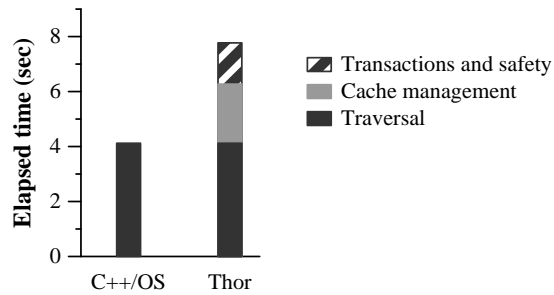 Elapsed time (sec)
8
6
4
2
0
C++/OS
Thor
Transactions and safety
Cache management
Traversal